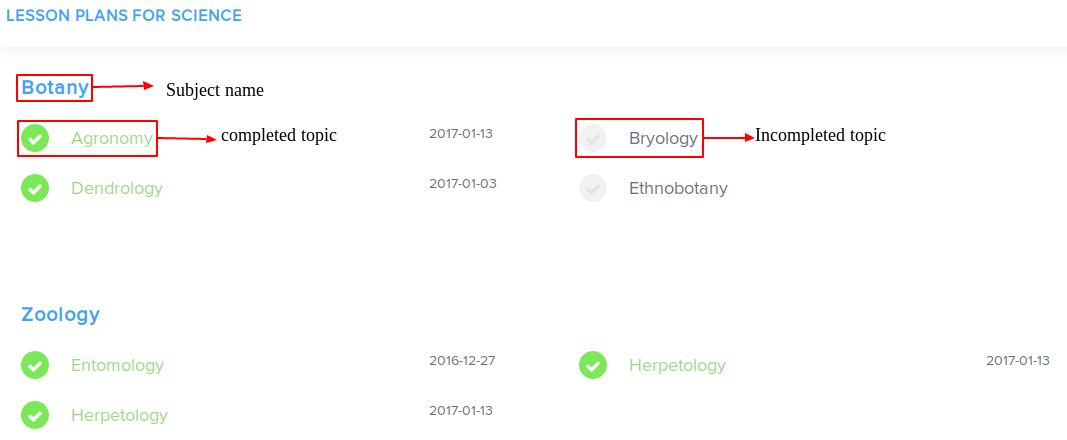 LESSON PLANS FOR SCIENCE
Botany Subject name
Agronomy completed topic 2017-01-13 Bryology Incompleted topic
Dendrology 2017-01-03 Ethnobotany
Zoology
Entomology 2016-12-27 Herpetology 2017-01-13
Herpetology 2017-01-13